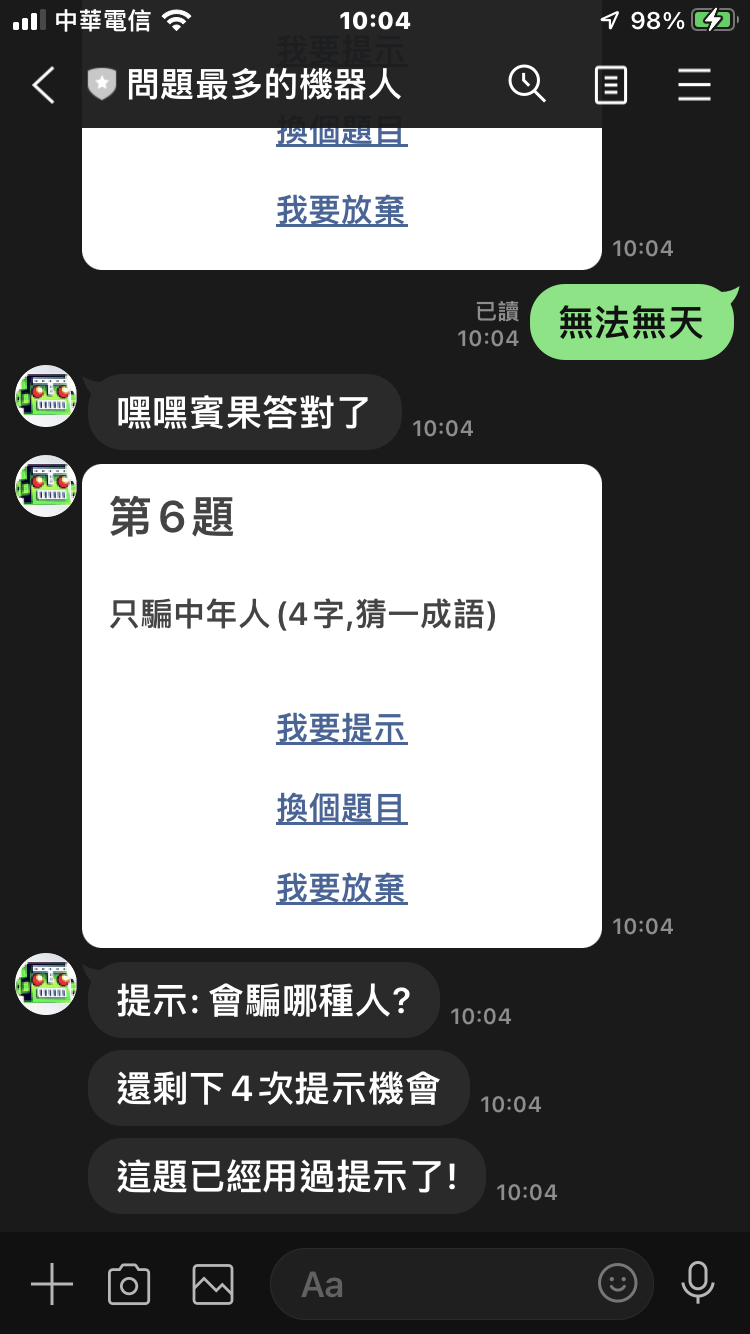 中華電信 10:04 98%
我要提示
問題最多的機器人
換個題目
我要放棄
10:04
已讀
10:04
無法無天
嘿嘿賓果答對了 10:04
第6題
只騙中年人(4字,猜一成語)
我要提示
換個題目
我要放棄
10:04
提示: 會騙哪種人? 10:04
還剩下4次提示機會 10:04
這題已經用過提示了! 10:04
Aa